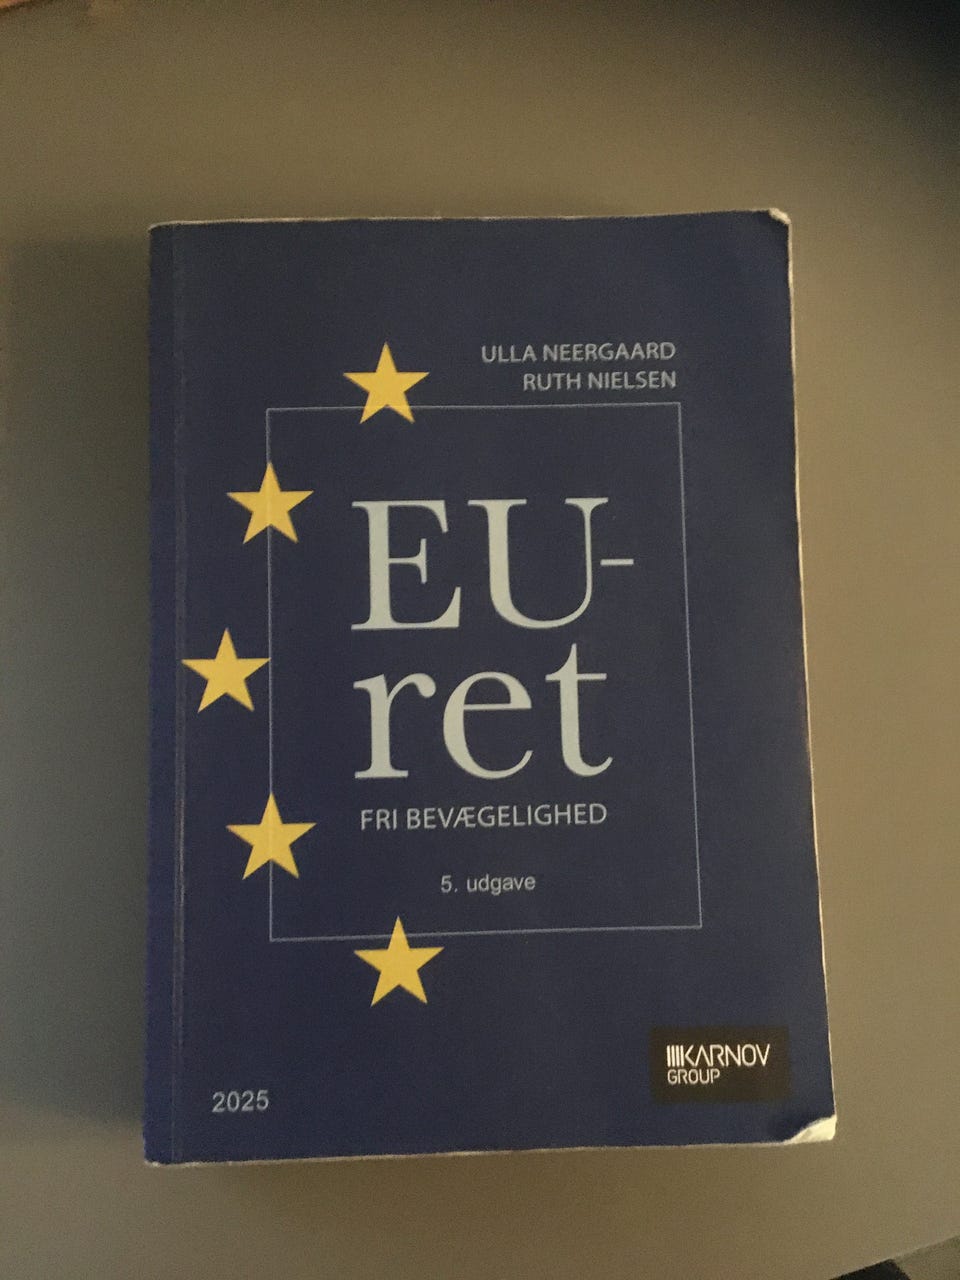 ULLA NEERGAARD
RUTH NIELSEN
EU-
ret
FRI BEVÆGELIGHED
5. udgave
KARNOV
GROUP
2025